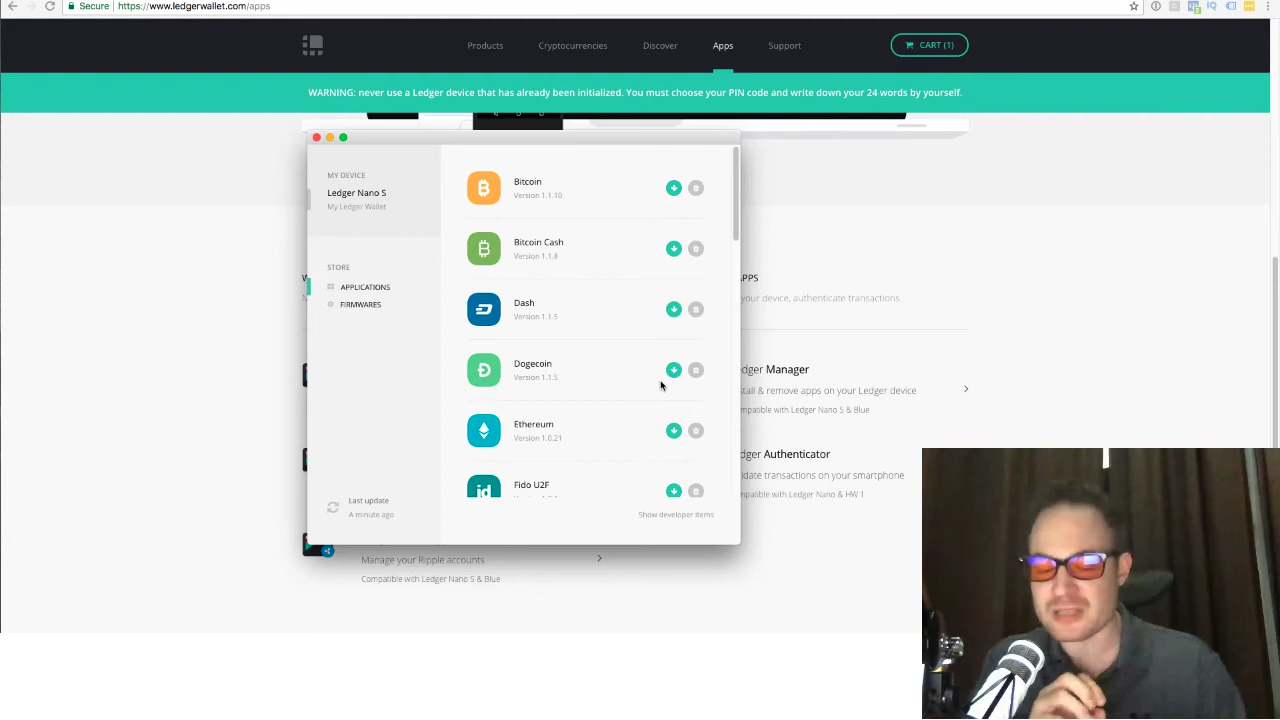 Secure https://www.ledgerwallet.com/apps
Products Cryptocurrencies Discover Apps Support CART (1)
WARNING: never use a Ledger device that has already been initialized. You must choose your PIN code and write down your 24 words by yourself.
MY DEVICE
Ledger Nano S
My Ledger Wallet
STORE
APPLICATIONS
FIRMWARES
Last update
A minute ago
Bitcoin
Version 1.1.10
Bitcoin Cash
Version 1.1.8
Dash
Version 1.1.5
Dogecoin
Version 1.1.5
Ethereum
Version 1.0.21
Fido U2F
Show developer items
APPS
your device, authenticate transactions
dger Manager
stall & remove apps on your Ledger device
mpatible with Ledger Nano S & Blue
dger Authenticator
idate transactions on your smartphone
mpatible with Ledger Nano & HW 1
Manage your Ripple accounts
Compatible with Ledger Nano S & Blue